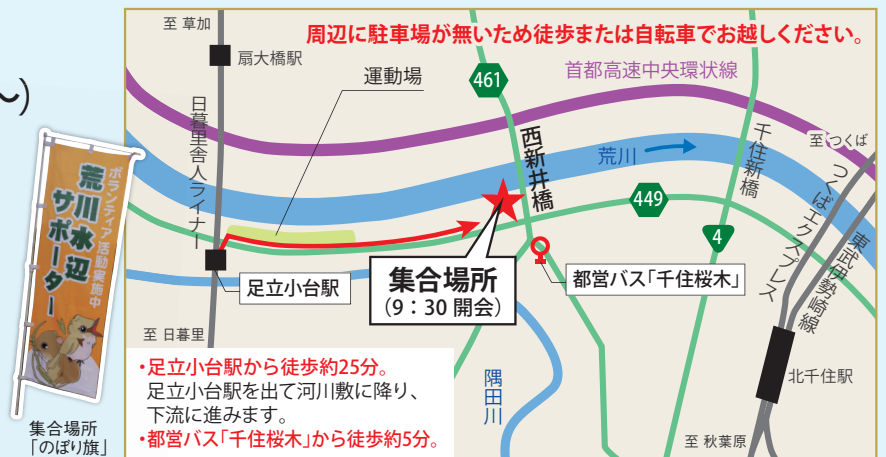 ～)
至 草加
周辺に駐車場が無いため徒歩または自転車でお越しください。
扇大橋駅
運動場
461
首都高速中央環状線
日暮里舎人ライナー
西新井橋
荒川
千住新橋
至 つくば
つくばエクスプレス
東武伊勢崎線
449
4
ボランティア活動実施中
荒川水辺
サポーター
足立小台駅
集合場所
（9：30 開会）
都営バス「千住桜木」
至 日暮里
・足立小台駅から徒歩約25分。
足立小台駅を出て河川敷に降り、
下流に進みます。
・都営バス「千住桜木」から徒歩約5分。
隅田川
北千住駅
至 秋葉原
集合場所
「のぼり旗」